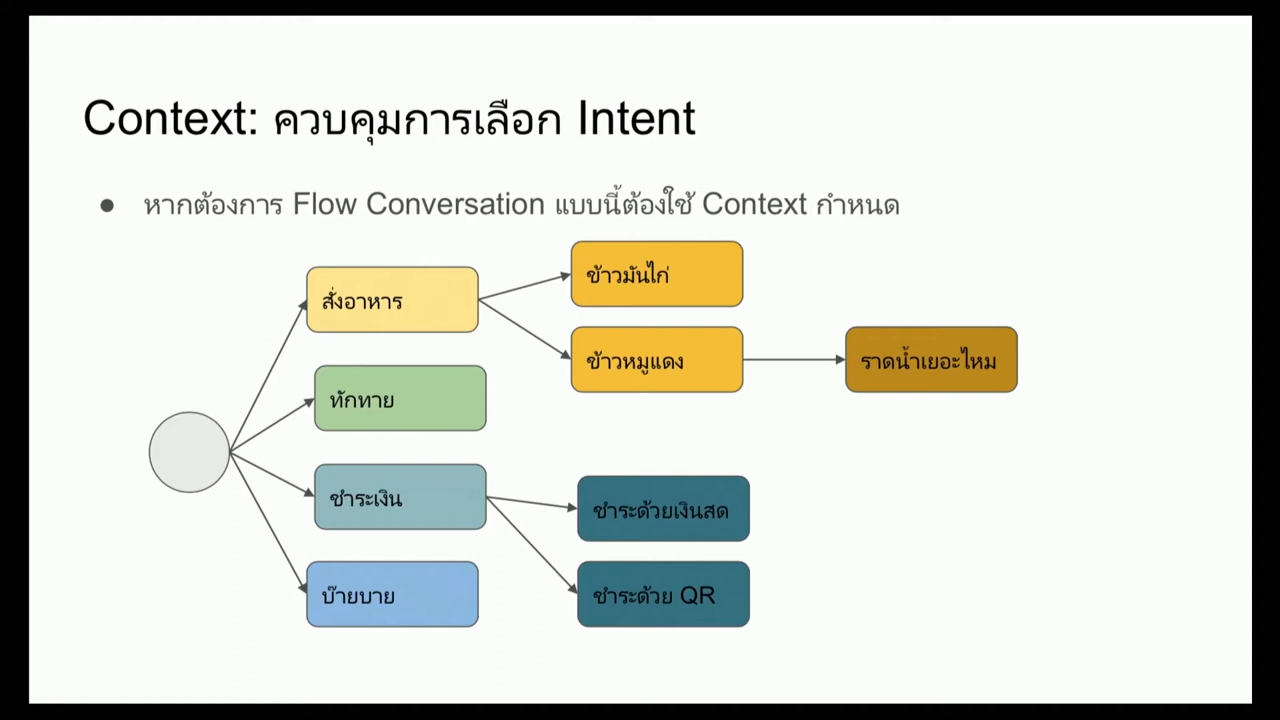 Context: ควบคุมการเลือก Intent
● หากต้องการ Flow Conversation แบบนี้ต้องใช้ Context กำหนด
สั่งอาหาร
ข้าวมันไก่
ข้าวหมูแดง
ราดน้ำเยอะไหม
ทักทาย
ชำระเงิน
ชำระด้วยเงินสด
ชำระด้วย QR
บ๊ายบาย